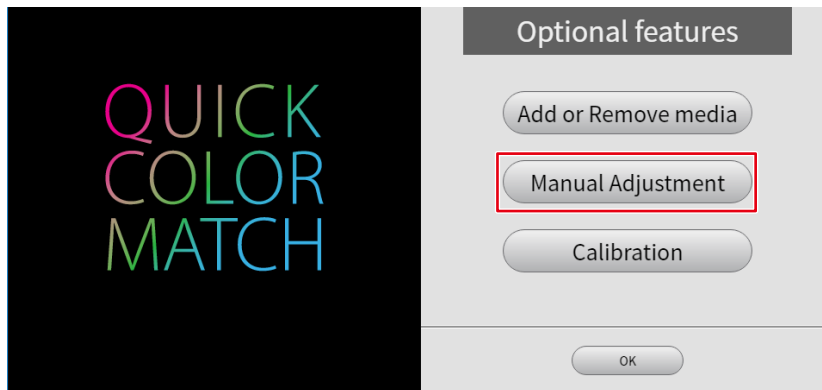 QUICK
COLOR
MATCH
Optional features
Add or Remove media
Manual Adjustment
Calibration
OK